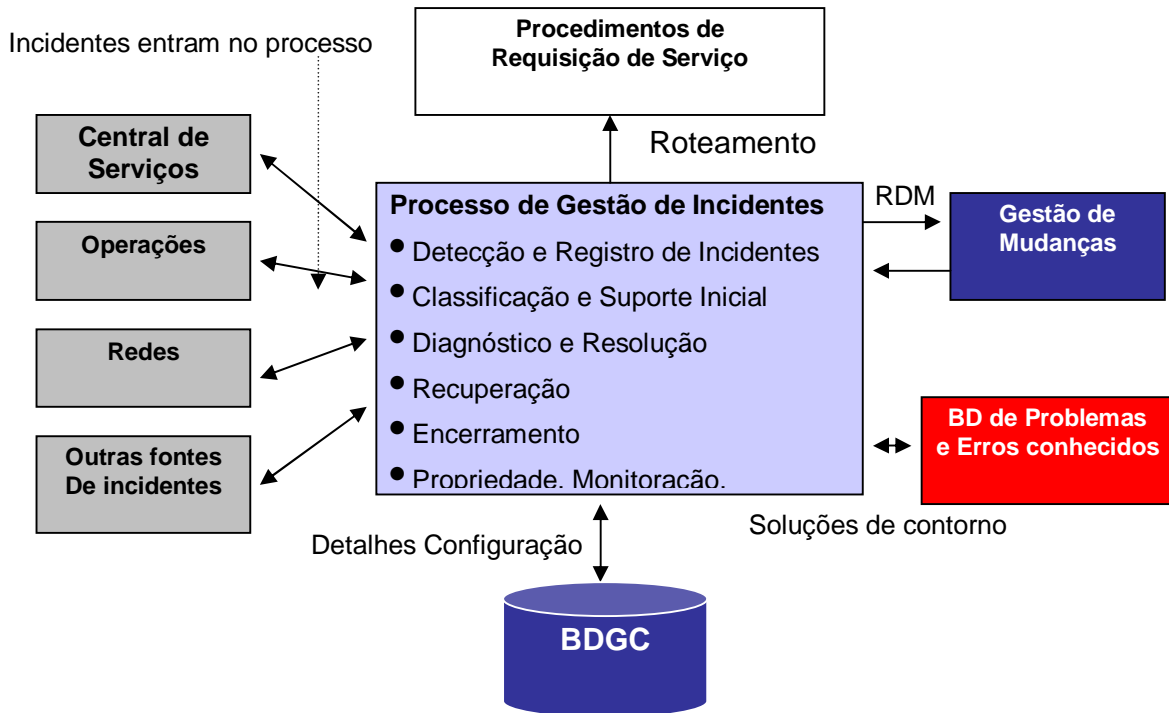 Procedimentos de
Requisição de Serviço
Incidentes entram no processo
Roteamento
Central de
Serviços
Operações
Redes
Outras fontes
De incidentes
Processo de Gestão de Incidentes
• Detecção e Registro de Incidentes
• Classificação e Suporte Inicial
• Diagnóstico e Resolução
• Recuperação
• Encerramento
• Propriedade, Monitoração,
RDM
Gestão de
Mudanças
BD de Problemas
e Erros conhecidos
Soluções de contorno
Detalhes Configuração
BDGC